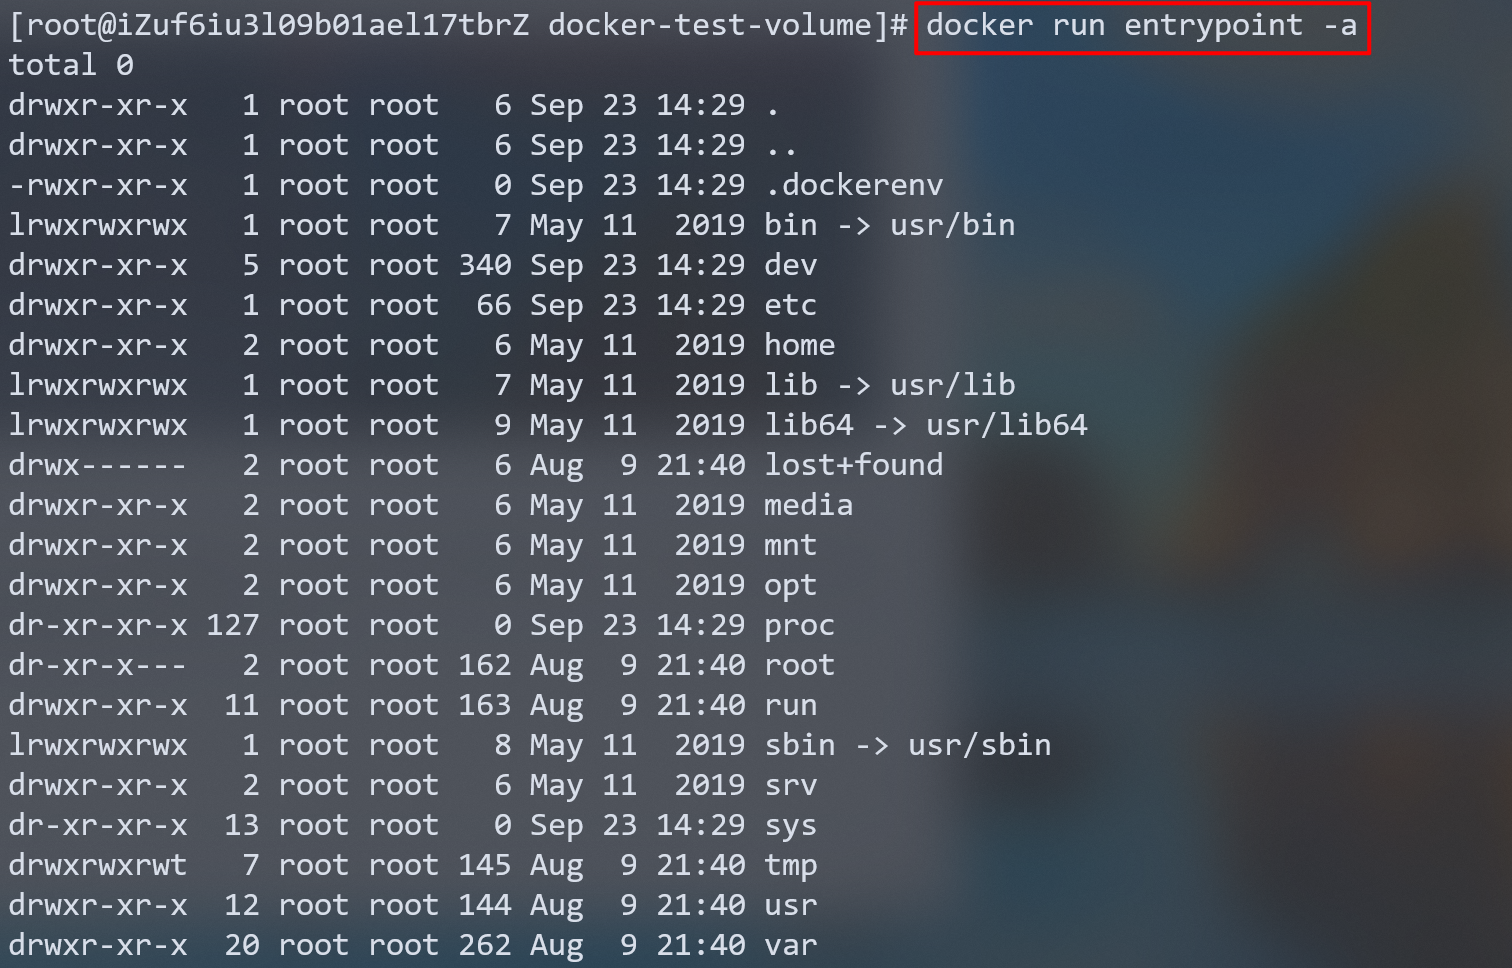 [root@iZuf6iu3l09b01ael17tbrZ docker-test-volume]# docker run entrypoint -a
total 0
drwxr-xr-x   1 root root   6 Sep 23 14:29 .
drwxr-xr-x   1 root root   6 Sep 23 14:29 ..
-rwxr-xr-x   1 root root   0 Sep 23 14:29 .dockerenv
lrwxrwxrwx   1 root root   7 May 11  2019 bin -> usr/bin
drwxr-xr-x   5 root root 340 Sep 23 14:29 dev
drwxr-xr-x   1 root root  66 Sep 23 14:29 etc
drwxr-xr-x   2 root root   6 May 11  2019 home
lrwxrwxrwx   1 root root   7 May 11  2019 lib -> usr/lib
lrwxrwxrwx   1 root root   9 May 11  2019 lib64 -> usr/lib64
drwx------   2 root root   6 Aug  9 21:40 lost+found
drwxr-xr-x   2 root root   6 May 11  2019 media
drwxr-xr-x   2 root root   6 May 11  2019 mnt
drwxr-xr-x   2 root root   6 May 11  2019 opt
dr-xr-xr-x 127 root root   0 Sep 23 14:29 proc
dr-xr-x---   2 root root 162 Aug  9 21:40 root
drwxr-xr-x  11 root root 163 Aug  9 21:40 run
lrwxrwxrwx   1 root root   8 May 11  2019 sbin -> usr/sbin
drwxr-xr-x   2 root root   6 May 11  2019 srv
dr-xr-xr-x  13 root root   0 Sep 23 14:29 sys
drwxrwxrwt   7 root root 145 Aug  9 21:40 tmp
drwxr-xr-x  12 root root 144 Aug  9 21:40 usr
drwxr-xr-x  20 root root 262 Aug  9 21:40 var